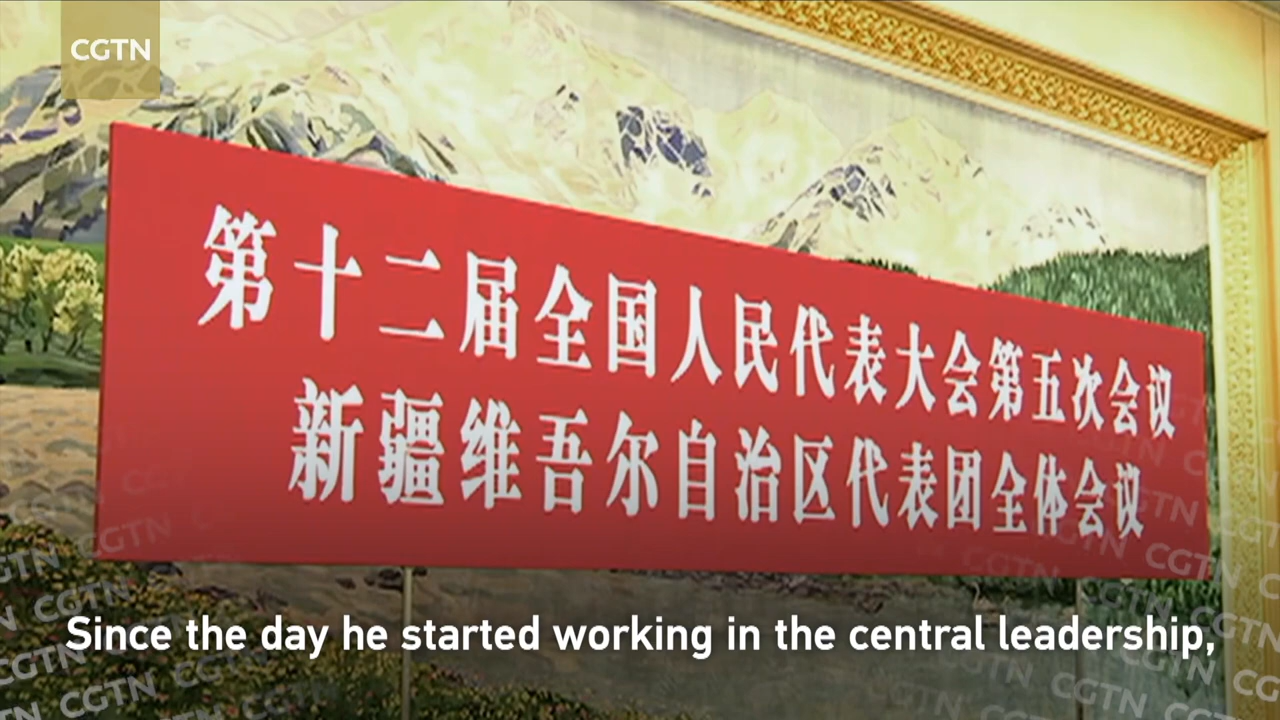 CGTN
第十二届全国人民代表大会第五次会议
新疆维吾尔自治区代表团全体会议
Since the day he started working in the central leadership,